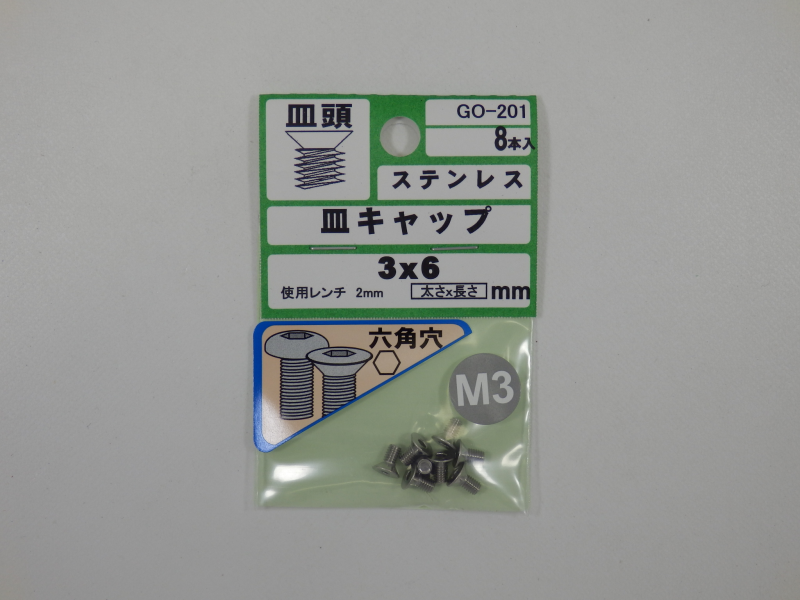 皿頭
GO-201
8本入
ステンレス
皿キャップ
3x6
使用レンチ 2mm 太さx長さ mm
六角穴
M3